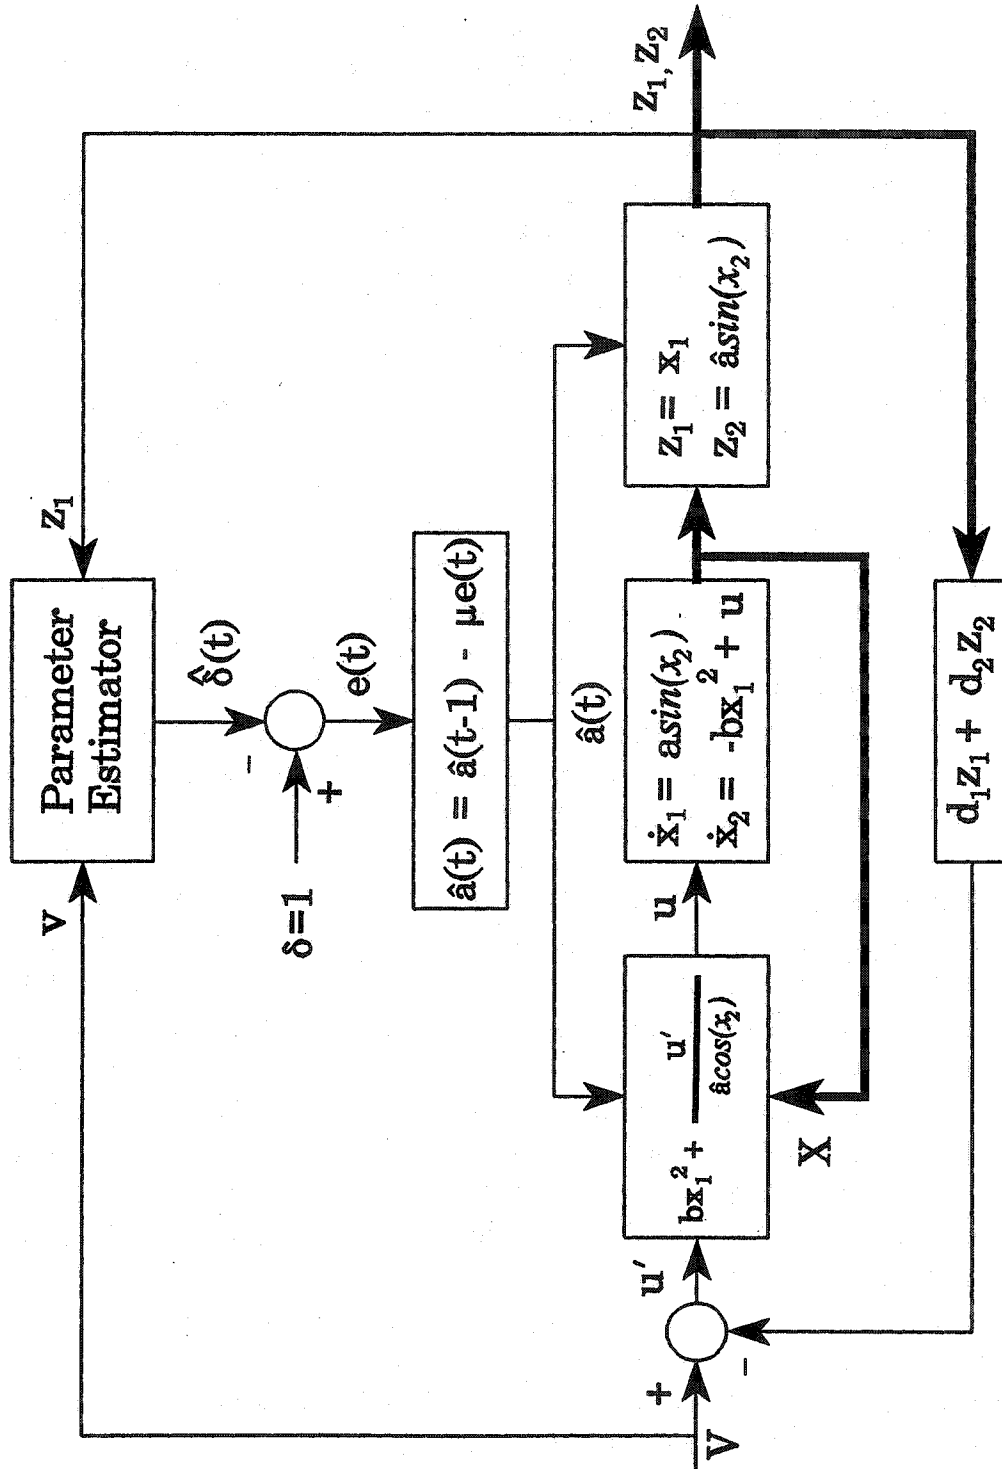 v
Parameter
Estimator
z₁
δ̂(t)
−
δ=1
+
e(t)
â(t) = â(t-1) - μe(t)
â(t)
V
+
−
u'
bx₁² + u' / âcos(x₂)
X
u
ẋ₁ = asin(x₂)
ẋ₂ = -bx₁² + u
z₁ = x₁
z₂ = âsin(x₂)
z₁, z₂
d₁z₁ + d₂z₂